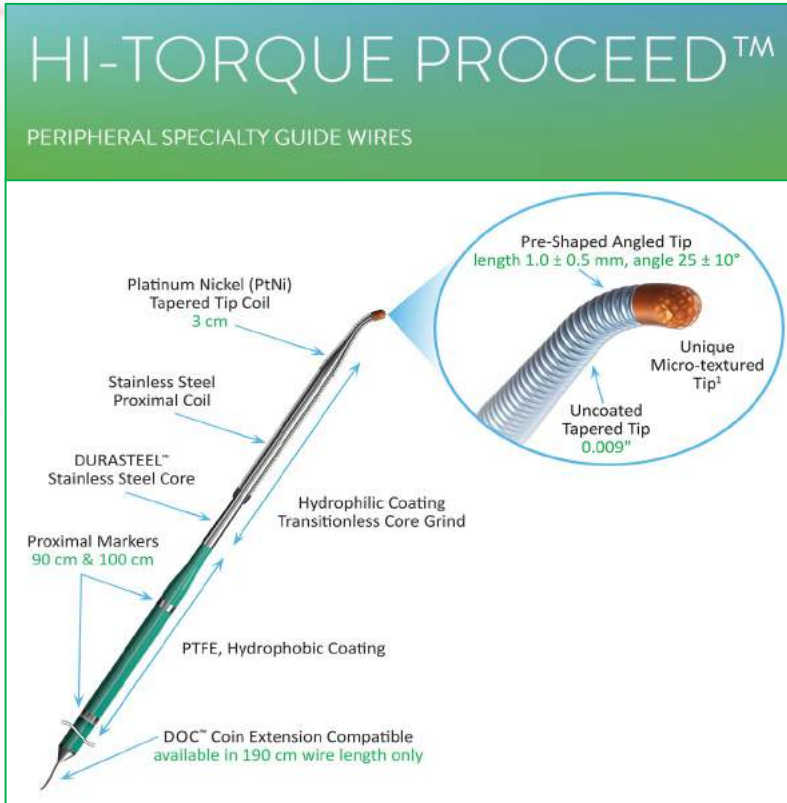 HI-TORQUE PROCEED™
PERIPHERAL SPECIALTY GUIDE WIRES
Pre-Shaped Angled Tip
length 1.0 ± 0.5 mm, angle 25 ± 10°
Platinum Nickel (PtNi)
Tapered Tip Coil
3 cm
Unique
Micro-textured
Tip¹
Stainless Steel
Proximal Coil
Uncoated
Tapered Tip
0.009"
DURASTEEL™
Stainless Steel Core
Hydrophilic Coating
Transitionless Core Grind
Proximal Markers
90 cm & 100 cm
PTFE, Hydrophobic Coating
DOC™ Coin Extension Compatible
available in 190 cm wire length only